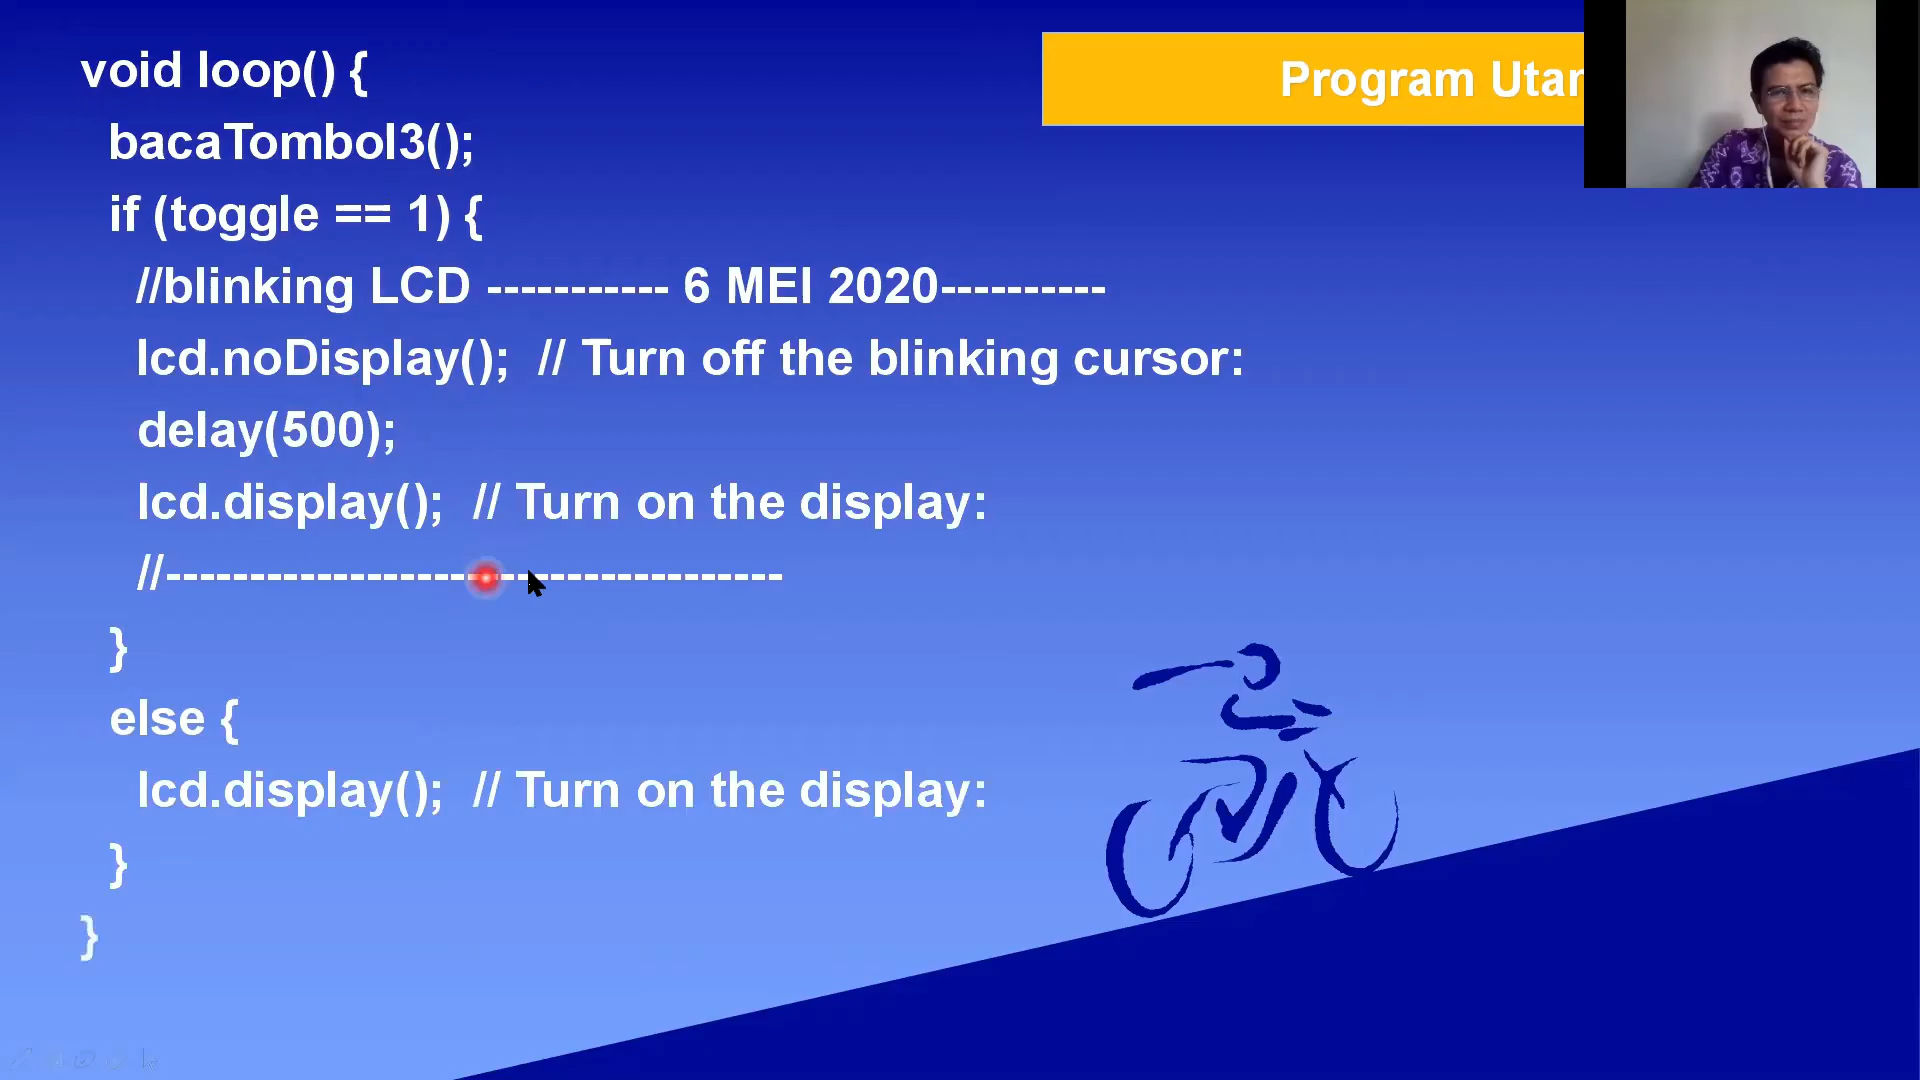 void loop() {
bacaTombol3();
if (toggle == 1) {
//blinking LCD ----------- 6 MEI 2020----------
lcd.noDisplay();  // Turn off the blinking cursor:
delay(500);
lcd.display();  // Turn on the display:
//-------------------------------------
}
else {
lcd.display();  // Turn on the display:
}
}
Program